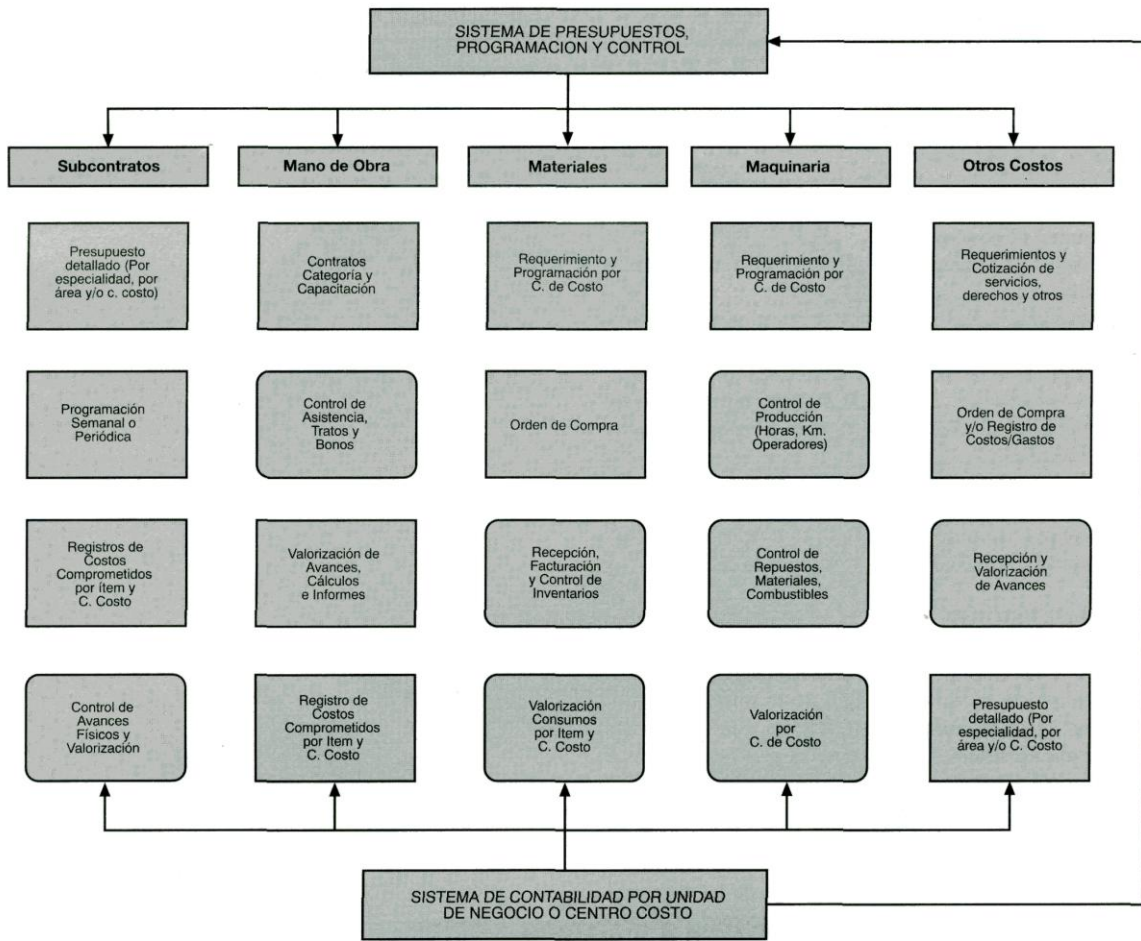 SISTEMA DE PRESUPUESTOS,
PROGRAMACION Y CONTROL
Subcontratos
Mano de Obra
Materiales
Maquinaria
Otros Costos
Presupuesto
detallado (Por
especialidad, por
área y/o c. costo)
Contratos
Categoría y
Capacitación
Requerimiento y
Programación por
C. de Costo
Requerimiento y
Programación por
C. de Costo
Requerimientos y
Cotización de
servicios,
derechos y otros
Programación
Semanal o
Periódica
Control de
Asistencia,
Tratos y
Bonos
Orden de Compra
Control de
Producción
(Horas, Km.
Operadores)
Orden de Compra
y/o Registro de
Costos/Gastos
Registros de
Costos
Comprometidos
por ítem y
C. Costo
Valorización de
Avances,
Cálculos
e Informes
Recepción,
Facturación
y Control de
Inventarios
Control de
Repuestos,
Materiales,
Combustibles
Recepción y
Valorización
de Avances
Control de
Avances
Físicos y
Valorización
Registro de
Costos
Comprometidos
por Item y
C. Costo
Valorización
Consumos
por Item y
C. Costo
Valorización
por
C. de Costo
Presupuesto
detallado (Por
especialidad, por
área y/o C. Costo
SISTEMA DE CONTABILIDAD POR UNIDAD
DE NEGOCIO O CENTRO COSTO